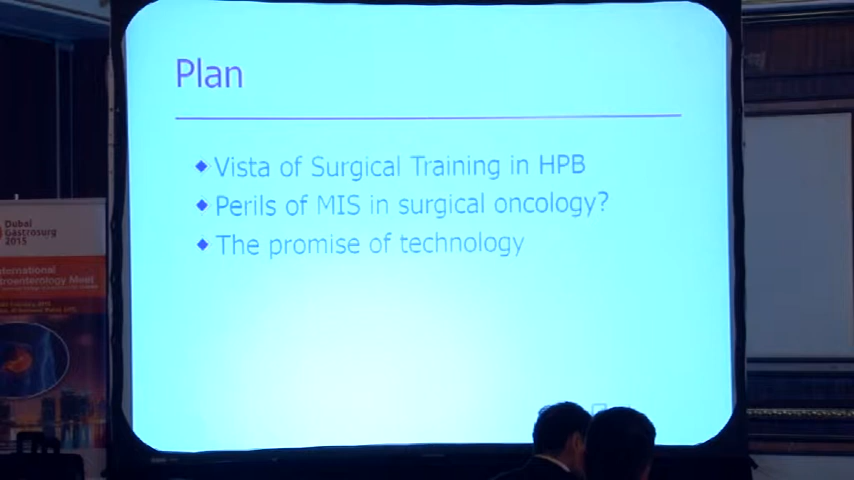 Plan
Vista of Surgical Training in HPB
Perils of MIS in surgical oncology?
The promise of technology
Dubai
Gastrosurg
2015
International
Gastroenterology Meet